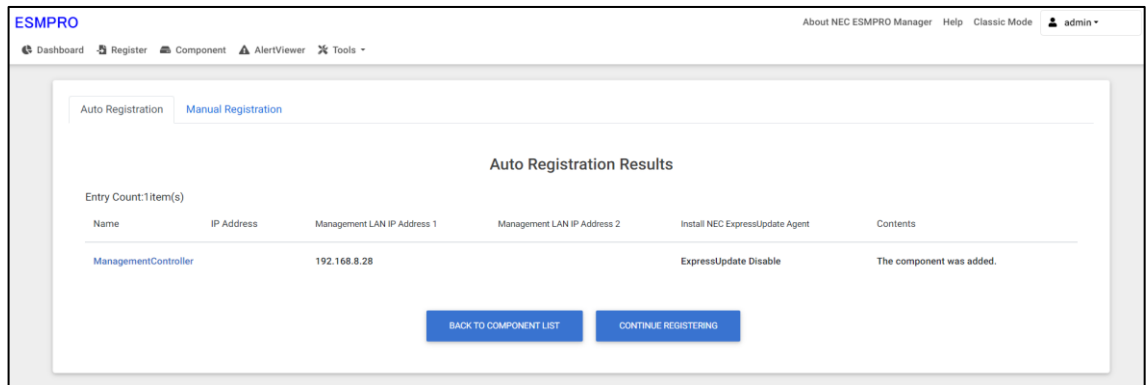 ESMPRO
About NEC ESMPRO Manager Help Classic Mode admin
Dashboard Register Component AlertViewer Tools
Auto Registration Manual Registration
Auto Registration Results
Entry Count:1item(s)
Name IP Address Management LAN IP Address 1 Management LAN IP Address 2 Install NEC ExpressUpdate Agent Contents
ManagementController 192.168.8.28 ExpressUpdate Disable The component was added.
BACK TO COMPONENT LIST CONTINUE REGISTERING